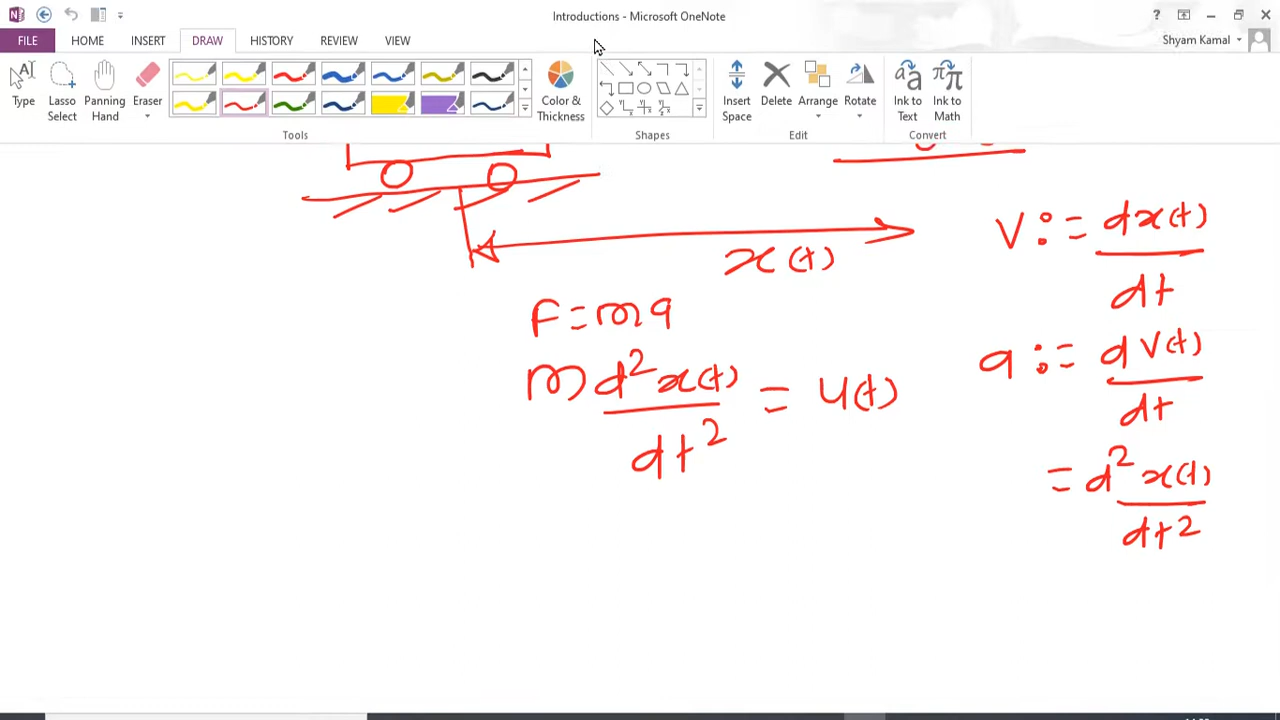 Introductions - Microsoft OneNote
?
FILE HOME INSERT DRAW HISTORY REVIEW VIEW
Shyam Kamal
Type
Lasso Select
Panning Hand
Eraser
Color & Thickness
Insert Space
Delete
Arrange
Rotate
Ink to Text
Ink to Math
Tools
Shapes
Edit
Convert
x(t)
F = ma
m d² x(t) / dt² = u(t)
v := dx(t) / dt
a := dv(t) / dt
= d² x(t) / dt²